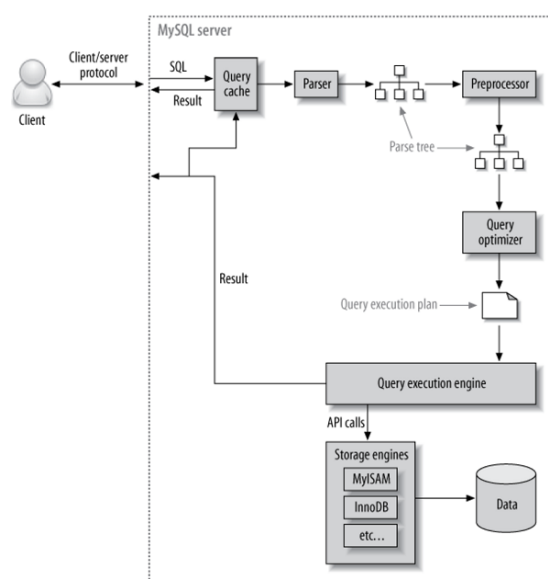 MySQL server
Client/server
protocol
Client
SQL
Result
Query
cache
Parser
Preprocessor
Parse tree
Query
optimizer
Result
Query execution plan
Query execution engine
API calls
Storage engines
MyISAM
InnoDB
etc...
Data